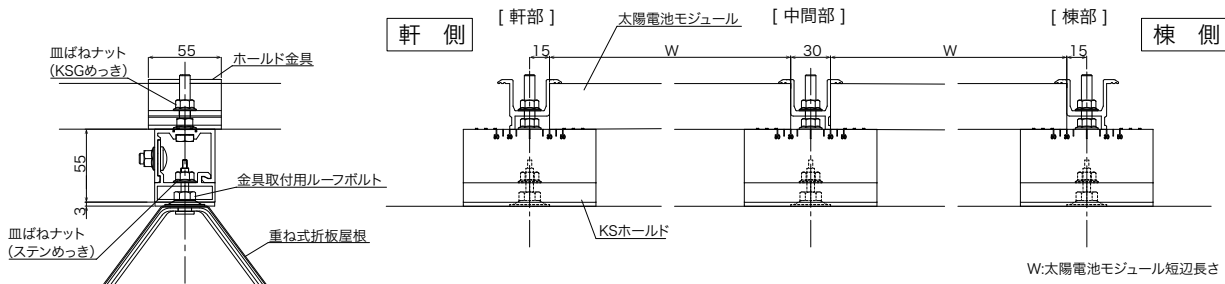 皿ばねナット
(KSGめっき)
55
ホールド金具
55
3
金具取付用ルーフボルト
皿ばねナット
(ステンめっき)
重ね式折板屋根
軒 側
[ 軒部 ]
太陽電池モジュール
[ 中間部 ]
[ 棟部 ]
棟 側
15
W
30
W
15
KSホールド
W:太陽電池モジュール短辺長さ